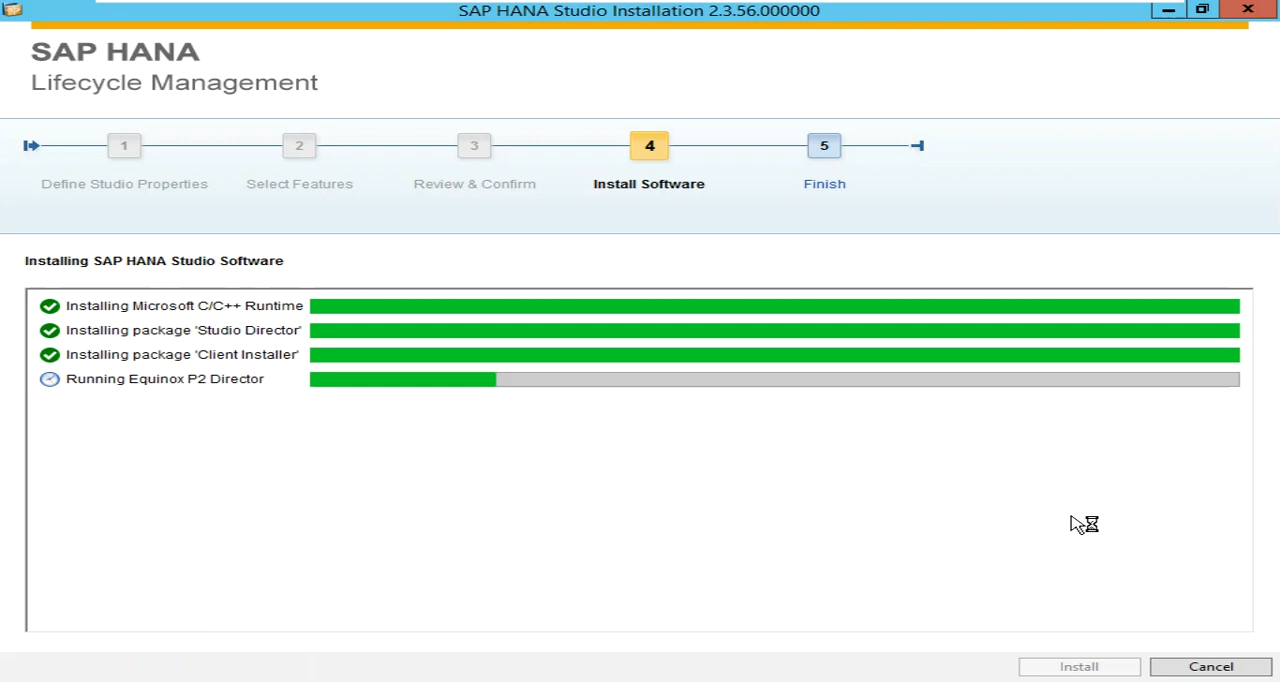 SAP HANA Studio Installation 2.3.56.000000
SAP HANA
Lifecycle Management
1 2 3 4 5
Define Studio Properties Select Features Review & Confirm Install Software Finish
Installing SAP HANA Studio Software
Installing Microsoft C/C++ Runtime
Installing package 'Studio Director'
Installing package 'Client Installer'
Running Equinox P2 Director
Install Cancel